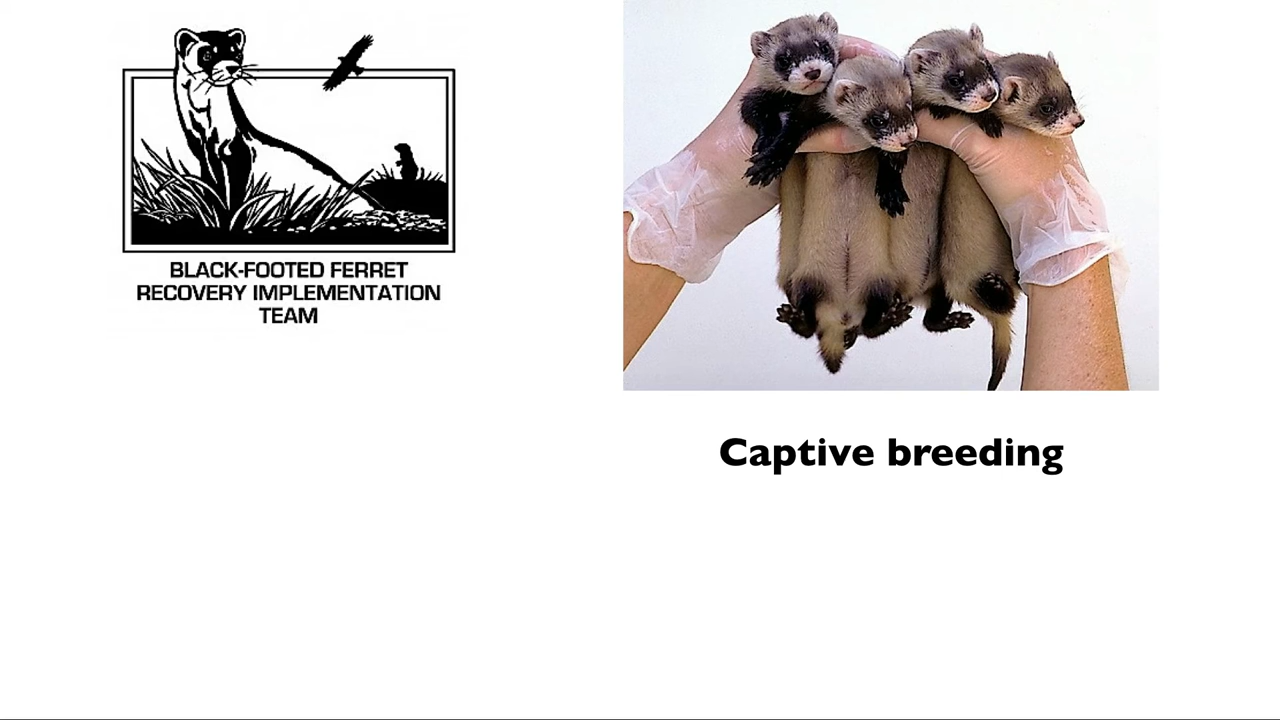 BLACK-FOOTED FERRET
RECOVERY IMPLEMENTATION
TEAM
Captive breeding